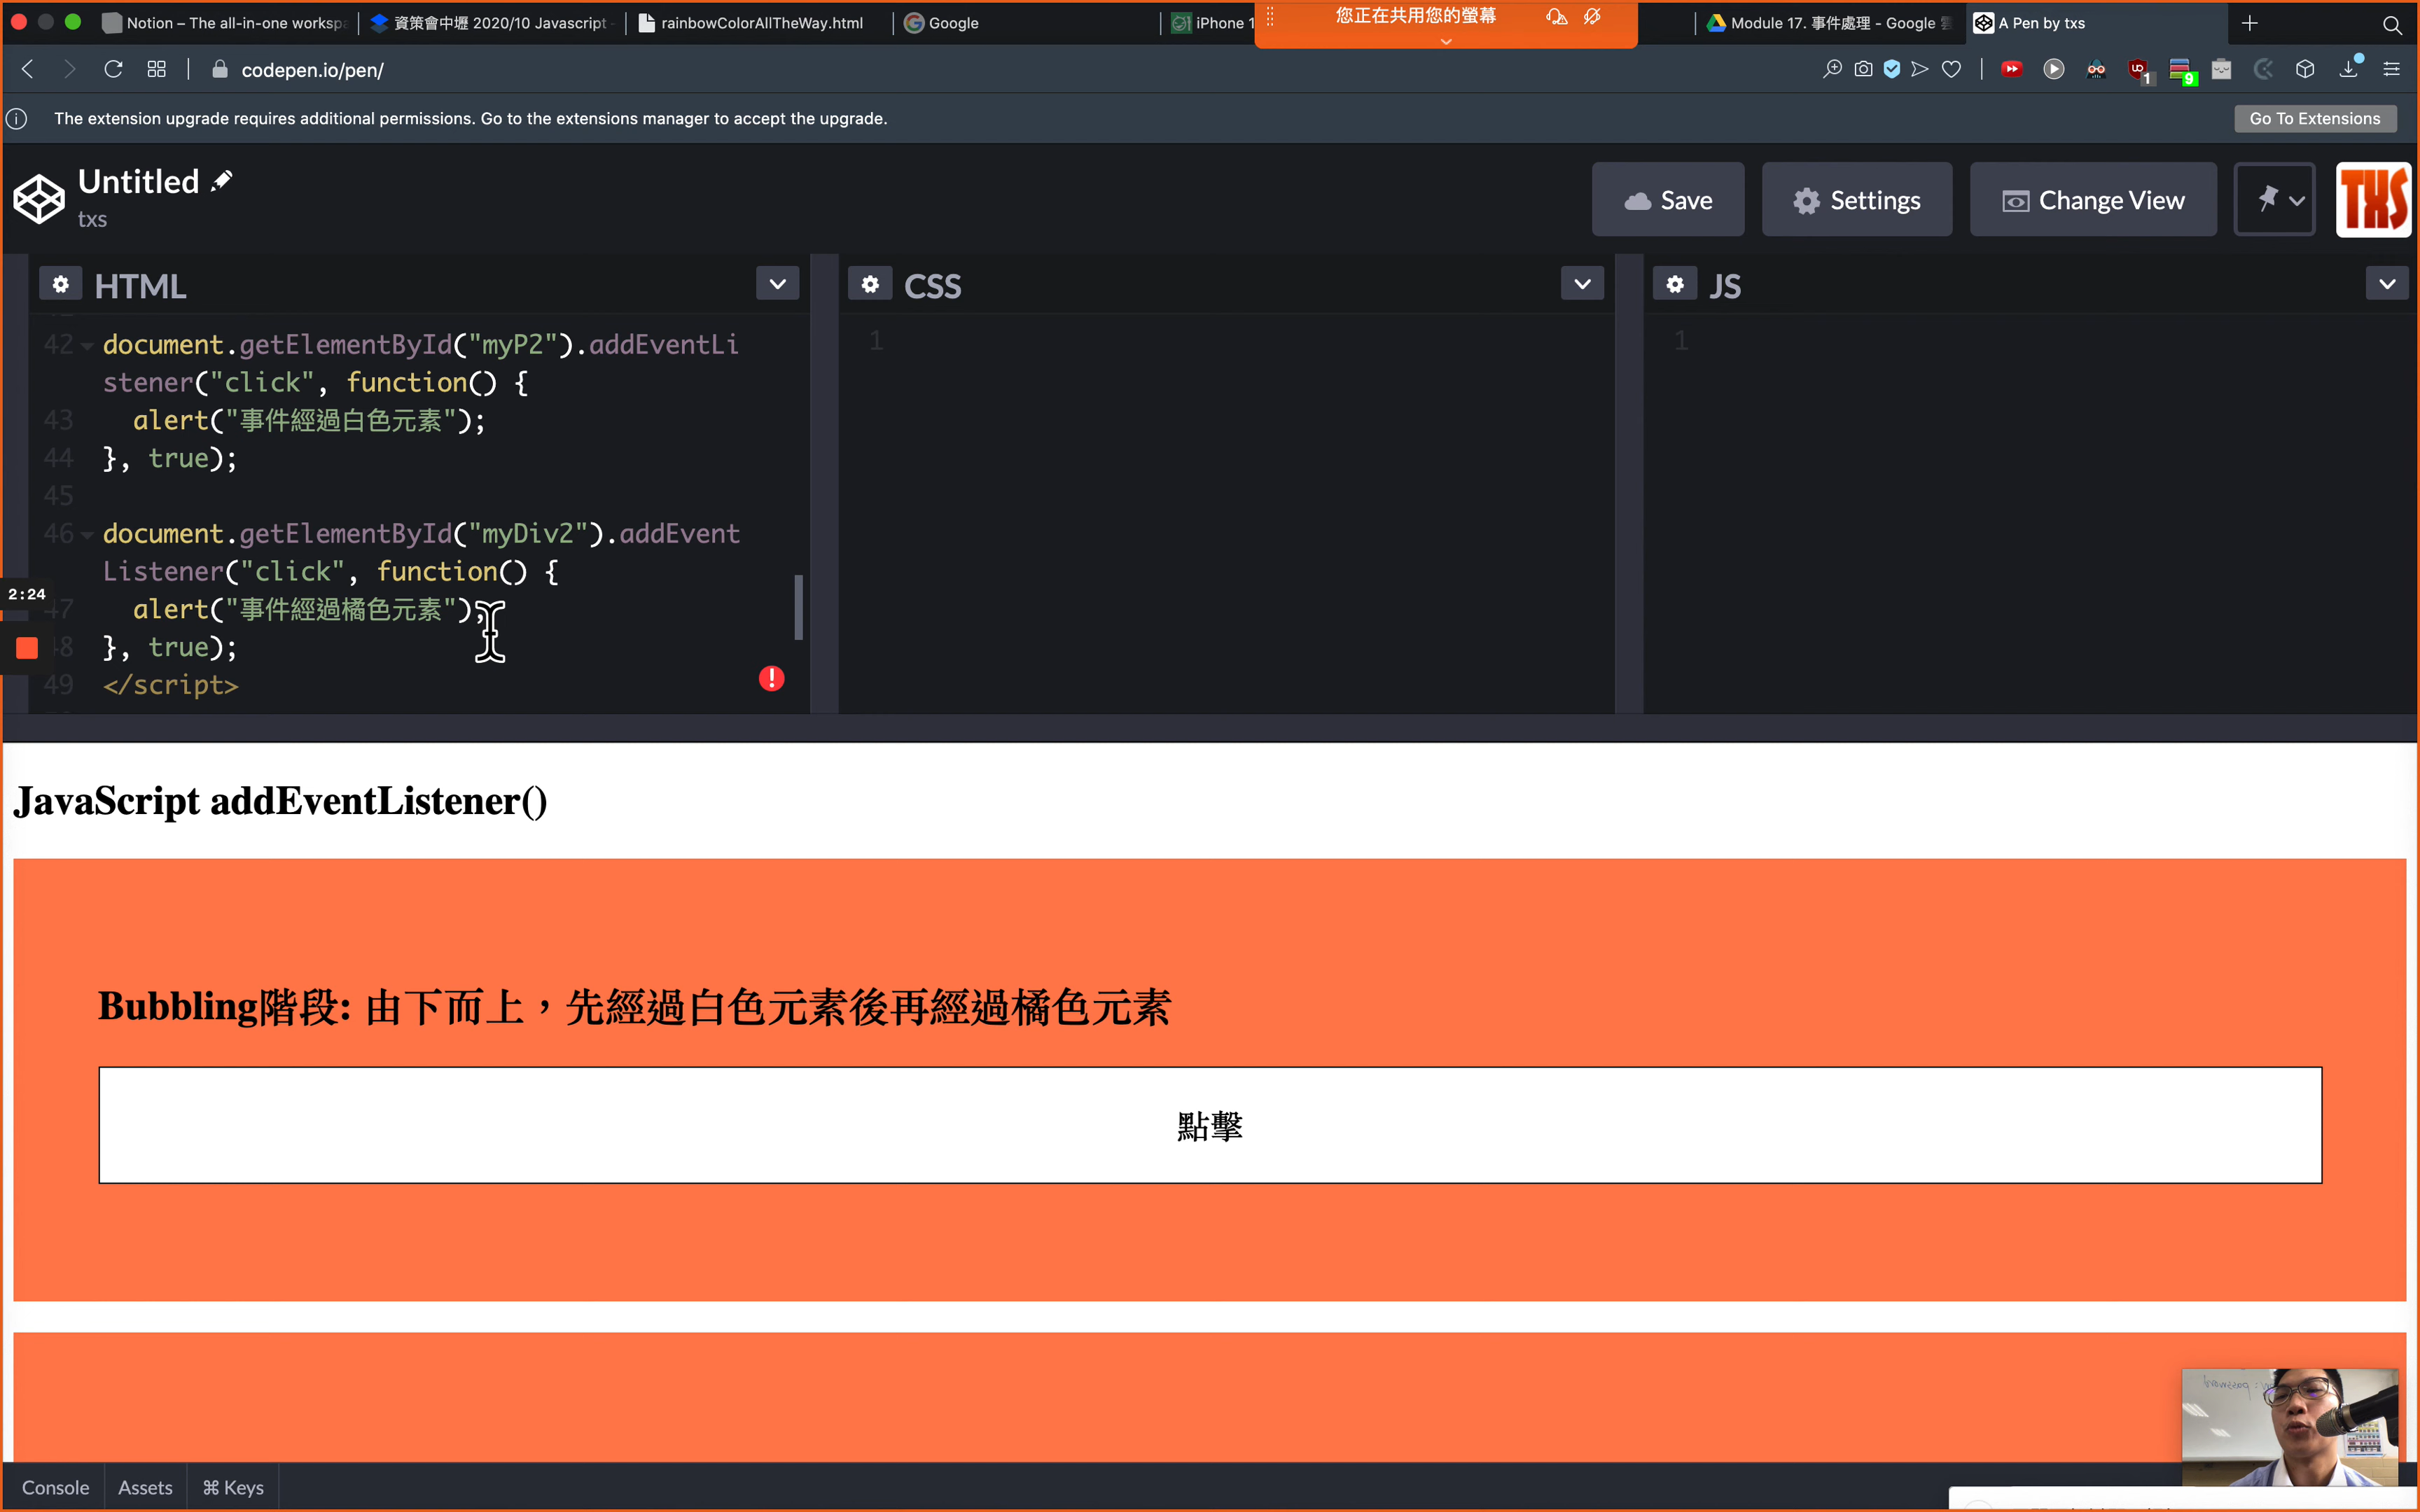 Notion – The all-in-one worksp
資策會中壢 2020/10 Javascript
rainbowColorAllTheWay.html
Google
iPhone 1
您正在共用您的螢幕
Module 17. 事件處理 - Google 雲
A Pen by txs
codepen.io/pen/
1
9
The extension upgrade requires additional permissions. Go to the extensions manager to accept the upgrade.
Go To Extensions
Untitled
txs
Save
Settings
Change View
TXS
HTML
CSS
JS
42 document.getElementById("myP2").addEventLi
stener("click", function() {
43 alert("事件經過白色元素");
44 }, true);
45
46 document.getElementById("myDiv2").addEvent
Listener("click", function() {
47 alert("事件經過橘色元素");
48 }, true);
49 </script>
1
1
2:24
JavaScript addEventListener()
Bubbling階段: 由下而上，先經過白色元素後再經過橘色元素
點擊
Console
Assets
⌘ Keys